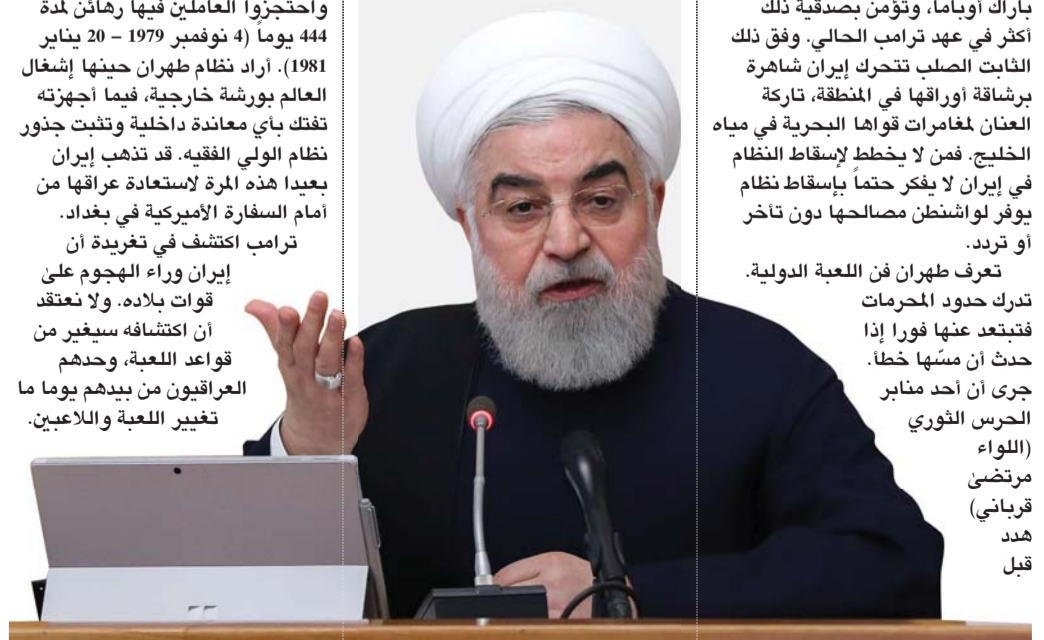 باراك أوباما، وتؤمن بصدقية ذلك
أكثر في عهد ترامب الحالي. وفق ذلك
الثابت الصلب تتحرك إيران شاهرة
برشاقة أوراقها في المنطقة، تاركة
العنان لمغامرات قواها البحرية في مياه
الخليج. فمن لا يخطط لإسقاط النظام
في إيران لا يفكر حتماً بإسقاط نظام
يوفر لواشنطن مصالحها دون تأخر
أو تردد.
تعرف طهران فن اللعبة الدولية.
تدرك حدود المحرمات
فتبتعد عنها فورا إذا
حدث أن مسّها خطأ.
جرى أن أحد منابر
الحرس الثوري
(اللواء
مرتضىٰ
قرباني)
هدد
قبل
واحتجزوا العاملين فيها رهائن لمدة
444 يوماً (4 نوفمبر 1979 – 20 يناير
1981). أراد نظام طهران حينها إشغال
العالم بورشة خارجية، فيما أجهزته
تفتك بأي معاندة داخلية وتثبت جذور
نظام الولي الفقيه. قد تذهب إيران
بعيدا هذه المرة لاستعادة عراقها من
أمام السفارة الأميركية في بغداد.
ترامب اكتشف في تغريدة أن
إيران وراء الهجوم علىٰ
قوات بلاده. ولا نعتقد
أن اكتشافه سيغير من
قواعد اللعبة، وحدهم
العراقيون من بيدهم يوما ما
تغيير اللعبة واللاعبين.